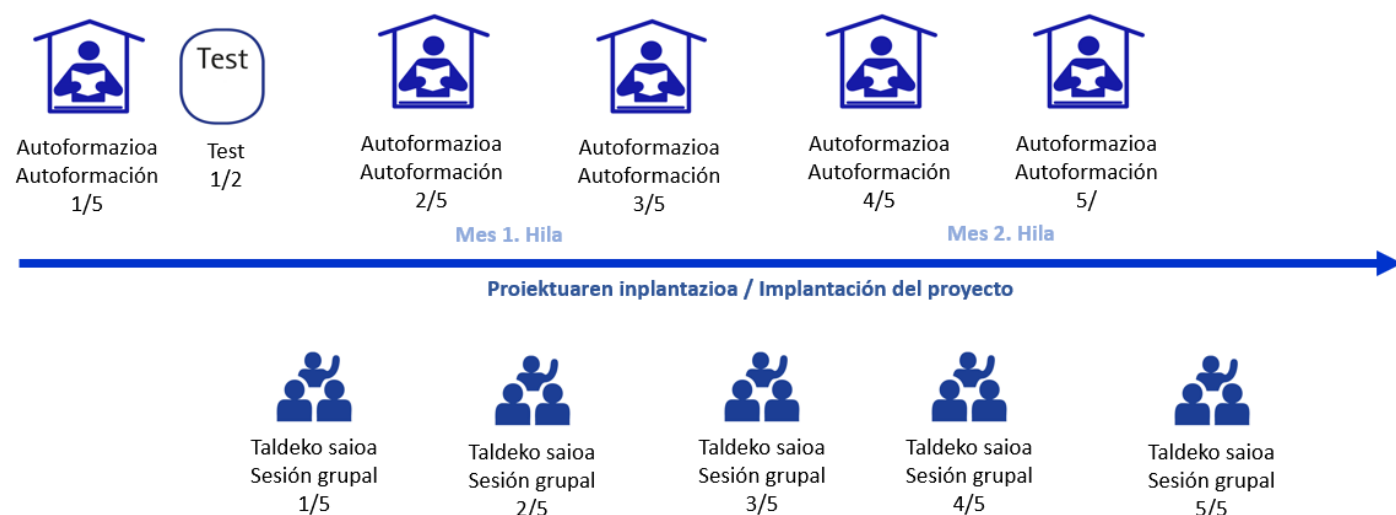 Test
Autoformazioa
Autoformación
1/5
Test
1/2
Autoformazioa
Autoformación
2/5
Autoformazioa
Autoformación
3/5
Autoformazioa
Autoformación
4/5
Autoformazioa
Autoformación
5/
Mes 1. Hila
Mes 2. Hila
Proiektuaren inplantazioa / Implantación del proyecto
Taldeko saioa
Sesión grupal
1/5
Taldeko saioa
Sesión grupal
2/5
Taldeko saioa
Sesión grupal
3/5
Taldeko saioa
Sesión grupal
4/5
Taldeko saioa
Sesión grupal
5/5